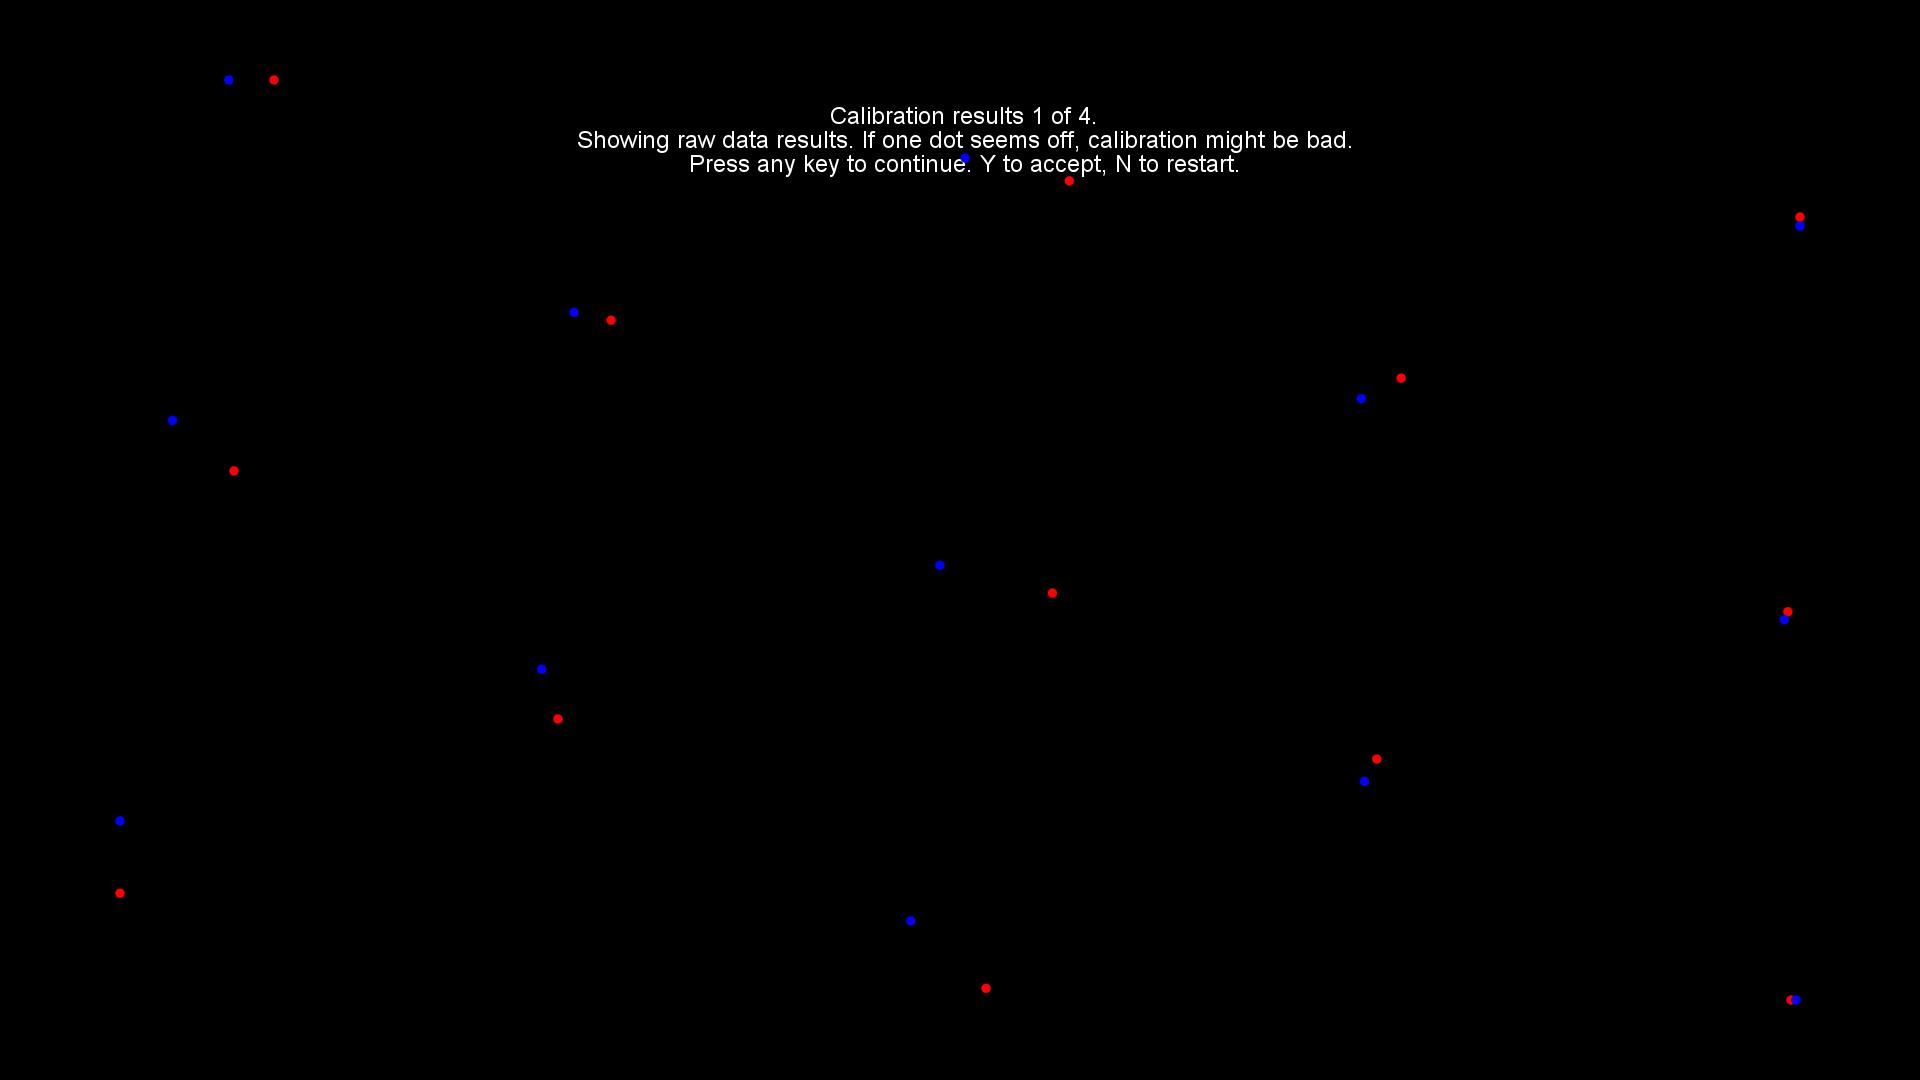 Calibration results 1 of 4.
Showing raw data results. If one dot seems off, calibration might be bad.
Press any key to continue. Y to accept, N to restart.